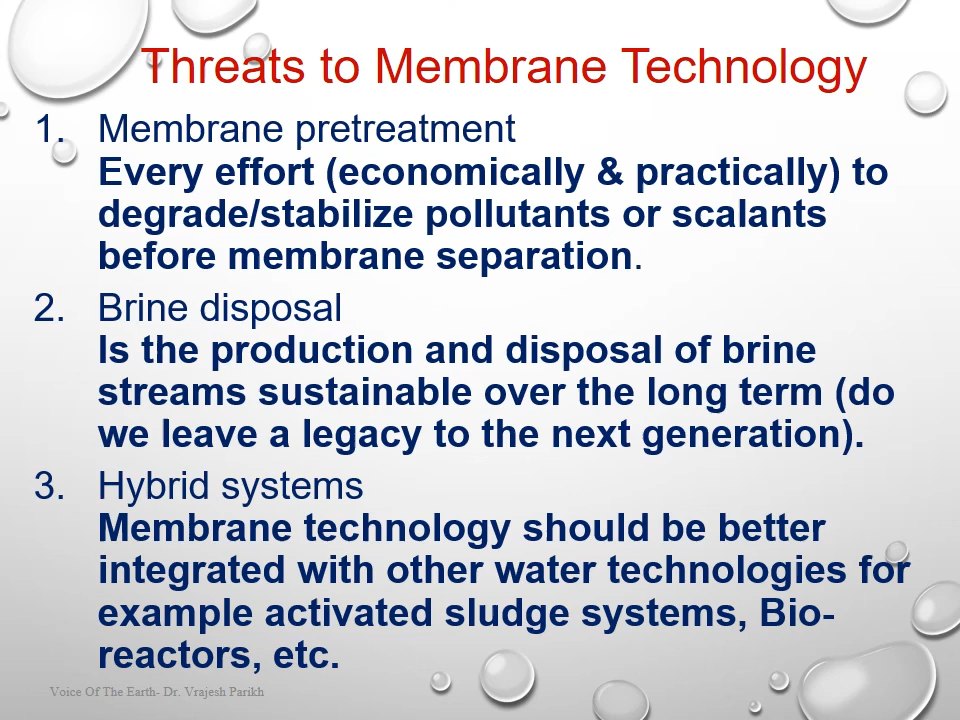 Threats to Membrane Technology
1. Membrane pretreatment
Every effort (economically & practically) to
degrade/stabilize pollutants or scalants
before membrane separation.
2. Brine disposal
Is the production and disposal of brine
streams sustainable over the long term (do
we leave a legacy to the next generation).
3. Hybrid systems
Membrane technology should be better
integrated with other water technologies for
example activated sludge systems, Bio-
reactors, etc.
Voice Of The Earth- Dr. Vrajesh Parikh